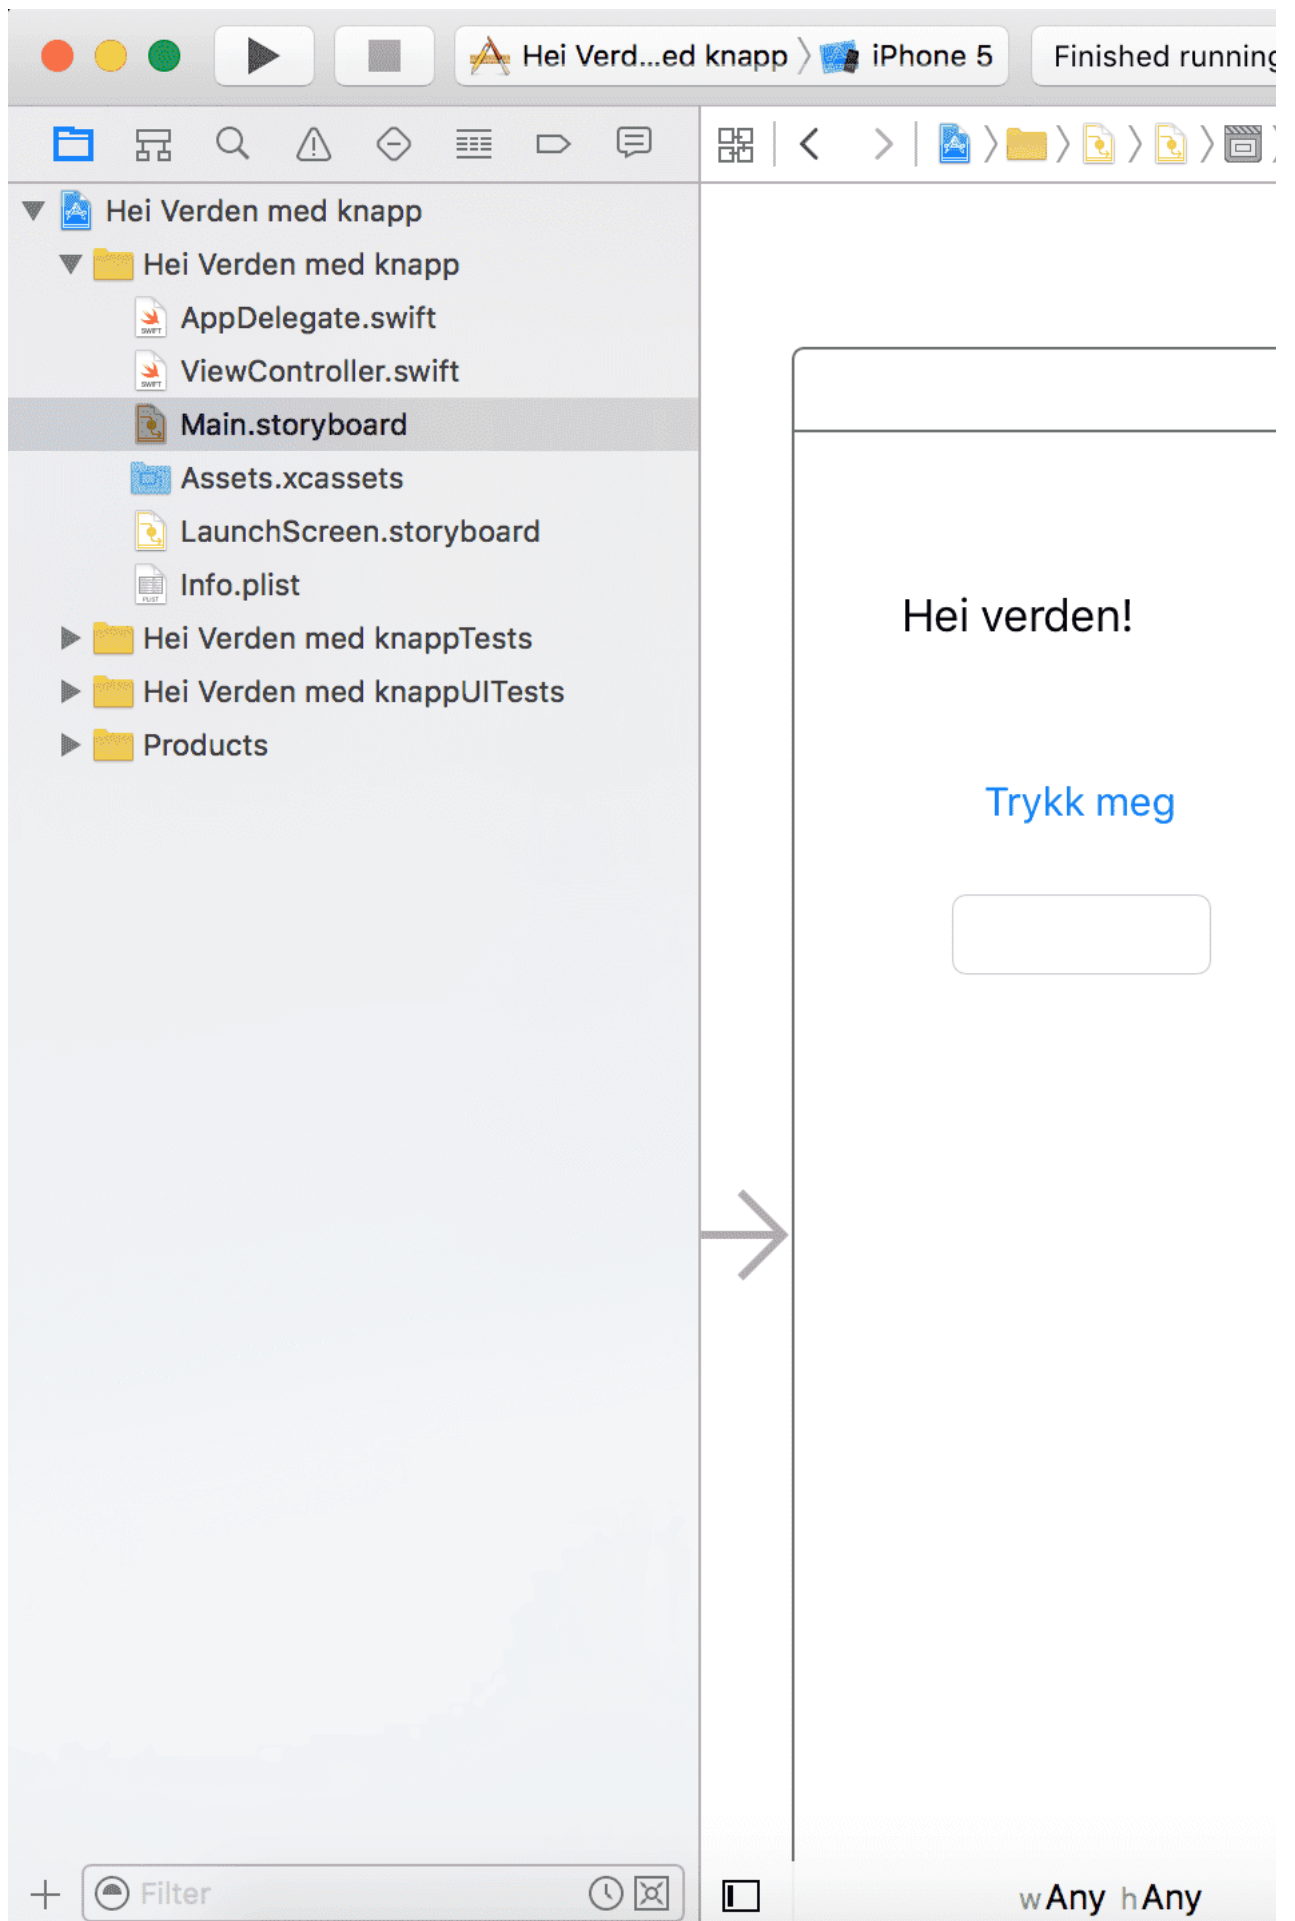 Hei Verd...ed knapp iPhone 5 Finished running
Hei Verden med knapp
Hei Verden med knapp
AppDelegate.swift
ViewController.swift
Main.storyboard
Assets.xcassets
LaunchScreen.storyboard
Info.plist
Hei Verden med knappTests
Hei Verden med knappUITests
Products
Hei verden!
Trykk meg
Filter
wAny hAny